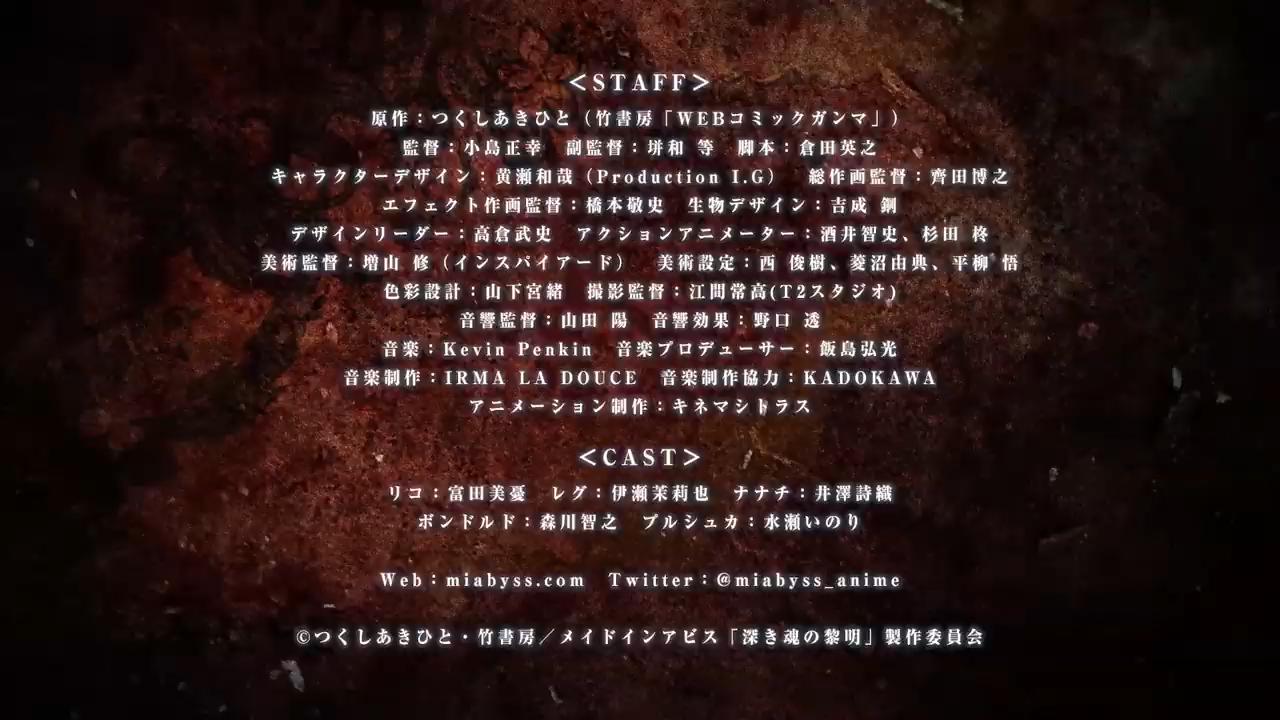 <STAFF>
原作：つくしあきひと（竹書房「WEBコミックガンマ」）
監督：小島正幸　副監督：垪和 等　脚本：倉田英之
キャラクターデザイン：黄瀬和哉（Production I.G）　総作画監督：齊田博之
エフェクト作画監督：橋本敬史　生物デザイン：吉成 鋼
デザインリーダー：高倉武史　アクションアニメーター：酒井智史、杉田 柊
美術監督：増山 修（インスパイアード）　美術設定：西 俊樹、菱沼由典、平柳 悟
色彩設計：山下宮緒　撮影監督：江間常高(T2スタジオ)
音響監督：山田 陽　音響効果：野口 透
音楽：Kevin Penkin　音楽プロデューサー：飯島弘光
音楽制作：IRMA LA DOUCE　音楽制作協力：KADOKAWA
アニメーション制作：キネマシトラス
<CAST>
リコ：富田美憂　レグ：伊瀬茉莉也　ナナチ：井澤詩織
ボンドルド：森川智之　プルシュカ：水瀬いのり
Web：miabyss.com　Twitter：@miabyss_anime
©つくしあきひと・竹書房／メイドインアビス「深き魂の黎明」製作委員会